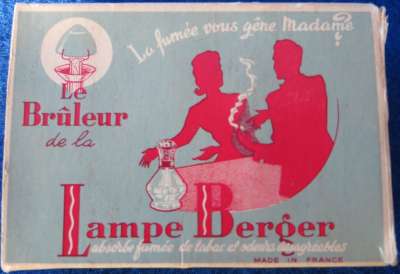 La fumée vous gêne Madame ?
Le
Brûleur
de la
Lampe Berger
absorbe fumée de tabac et odeurs désagréables
MADE IN FRANCE